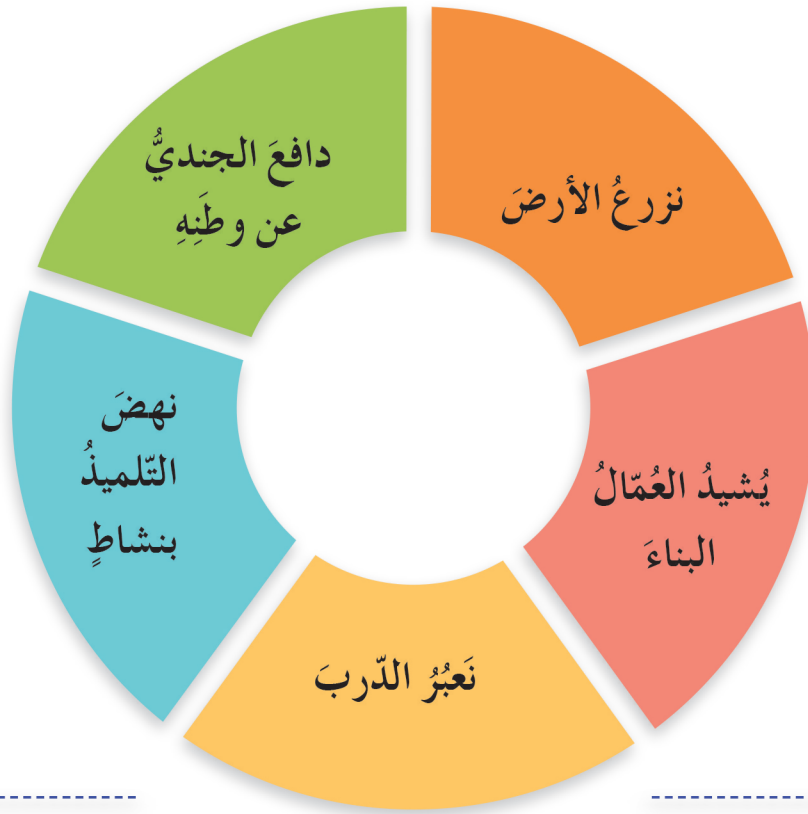 نزرعُ الأرضَ
يُشيدُ العُمّالُ
البناءَ
نَعبُرُ الدّربَ
نهضَ
التّلميذُ
بنشاطٍ
دافعَ الجنديُّ
عن وطَنِهِ